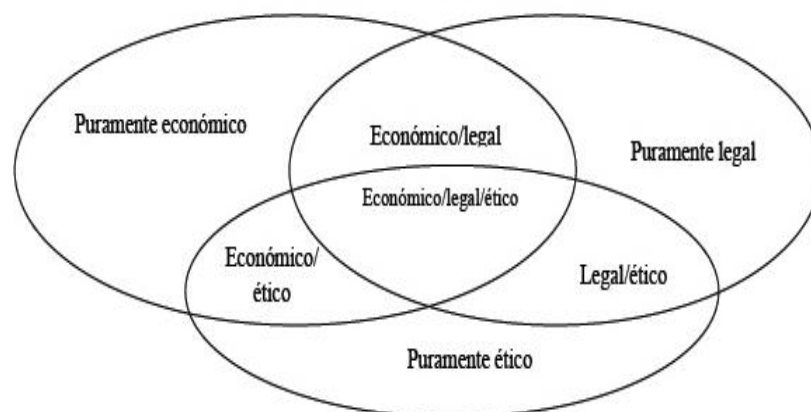 Puramente económico
Económico/legal
Puramente legal
Económico/legal/ético
Económico/
ético
Legal/ético
Puramente ético